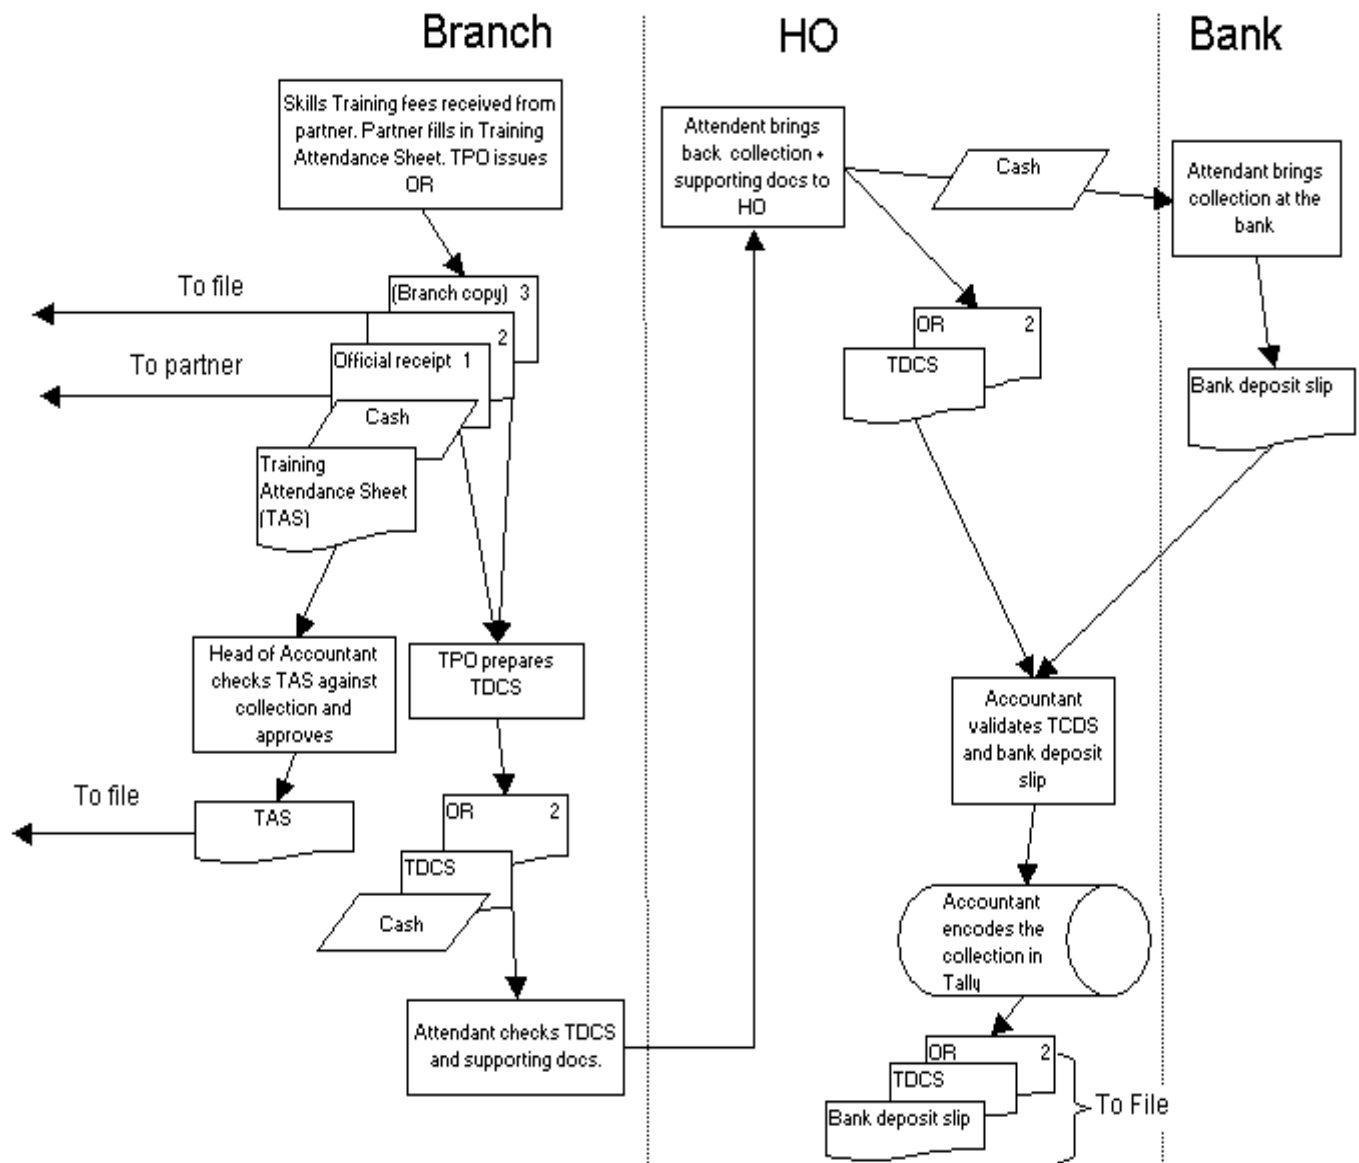 Branch
HO
Bank
Skills Training fees received from
partner. Partner fills in Training
Attendance Sheet. TPO issues
OR
To file
(Branch copy) 3
2
To partner
Official receipt 1
Cash
Training
Attendance Sheet
(TAS)
Head of Accountant
checks TAS against
collection and
approves
TPO prepares
TDCS
To file
TAS
OR 2
TDCS
Cash
Attendant checks TDCS
and supporting docs.
Attendent brings
back collection +
supporting docs to
HO
Cash
OR 2
TDCS
Attendant brings
collection at the
bank
Bank deposit slip
Accountant
validates TCDS
and bank deposit
slip
Accountant
encodes the
collection in
Tally
OR 2
TDCS
Bank deposit slip
To File